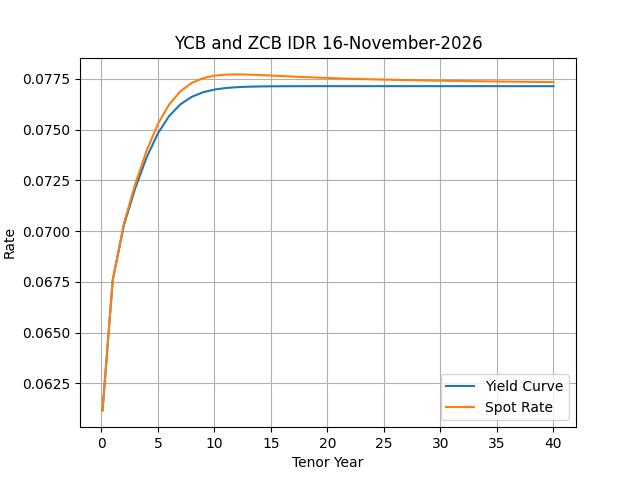 YCB and ZCB IDR 16-November-2026
0.0775
0.0750
0.0725
0.0700
0.0675
0.0650
0.0625
Rate
Yield Curve
Spot Rate
0 5 10 15 20 25 30 35 40
Tenor Year